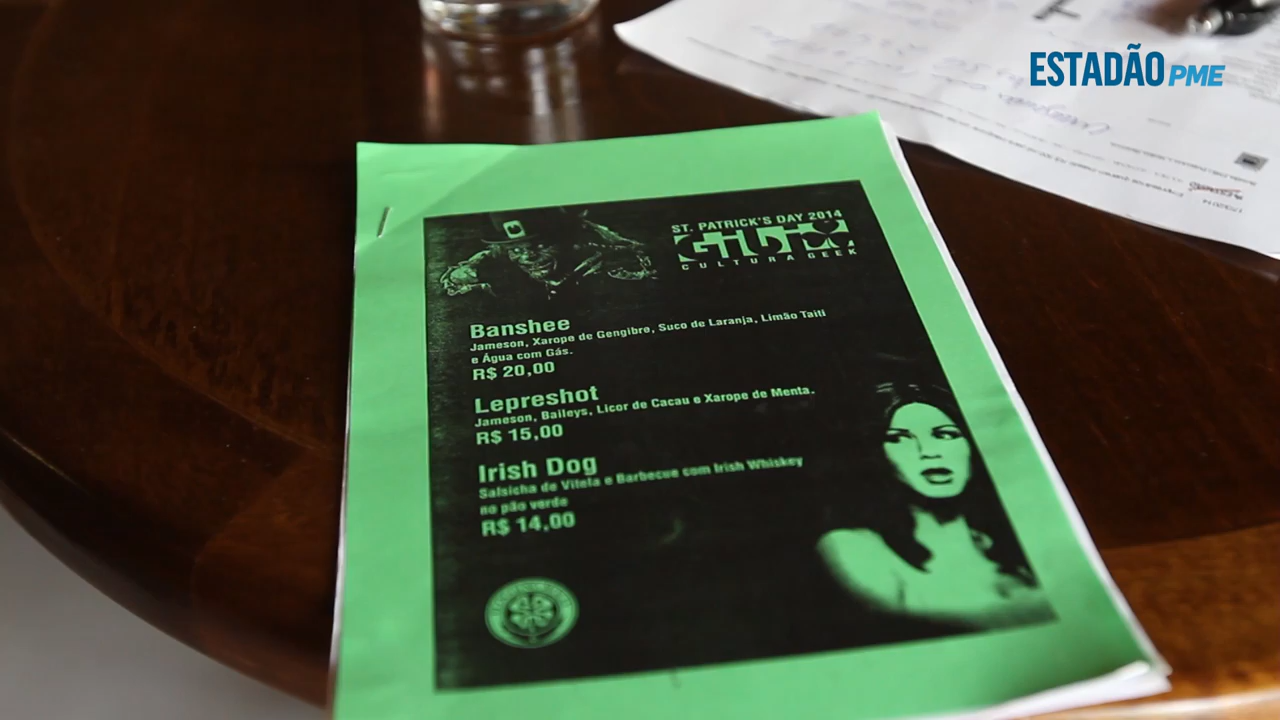 ESTADÃO PME
ST. PATRICK'S DAY 2014
GIBI
CULTURA GEEK
Banshee
Jameson, Xarope de Gengibre, Suco de Laranja, Limão Taiti
e Água com Gás.
R$ 20,00
Lepreshot
Jameson, Baileys, Licor de Cacau e Xarope de Menta.
R$ 15,00
Irish Dog
Salsicha de Vitela e Barbecue com Irish Whiskey
no pão verde
R$ 14,00